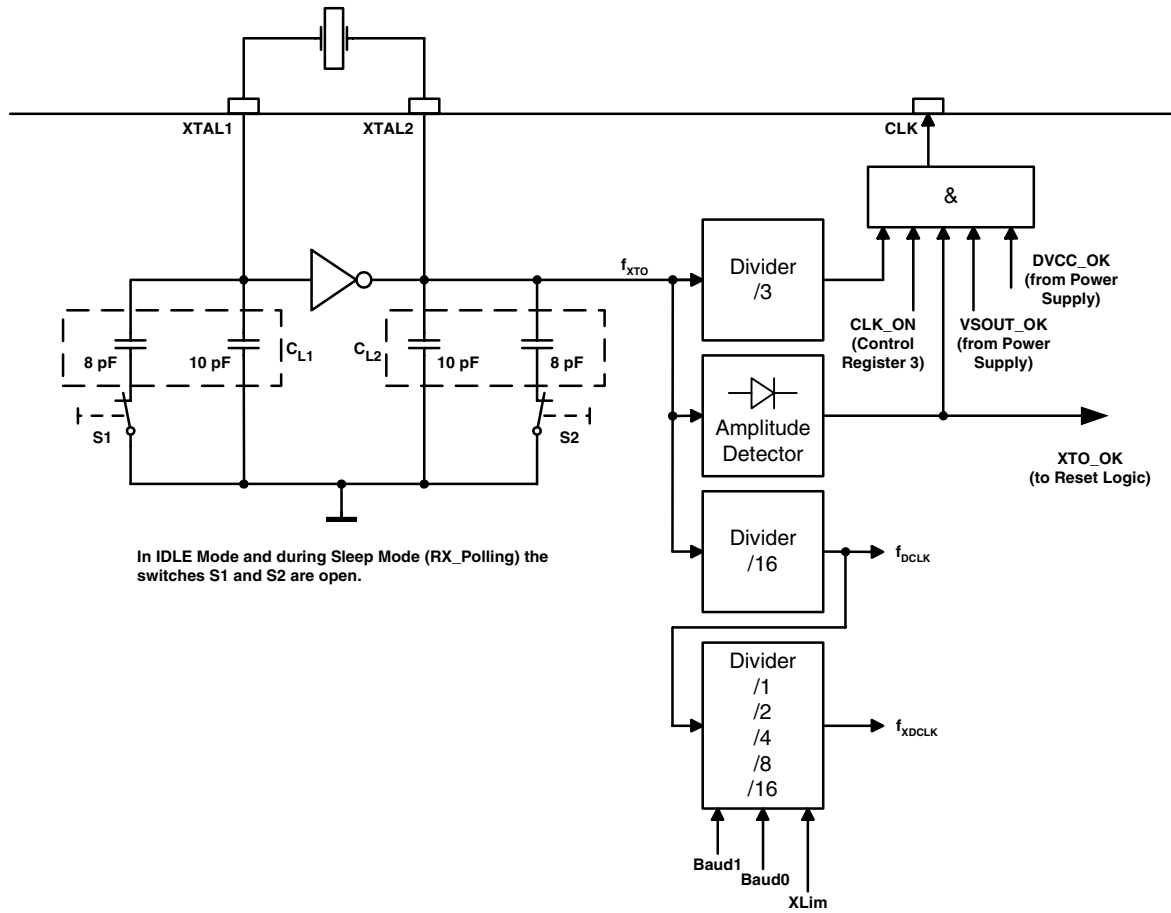 XTAL1
XTAL2
CLK
&
DVCC_OK
(from Power
Supply)
CLK_ON
(Control
Register 3)
VSOUT_OK
(from Power
Supply)
fXTO
Divider
/3
8 pF
10 pF
CL1
CL2
10 pF
8 pF
S1
S2
Amplitude
Detector
XTO_OK
(to Reset Logic)
In IDLE Mode and during Sleep Mode (RX_Polling) the
switches S1 and S2 are open.
Divider
/16
fDCLK
Divider
/1
/2
/4
/8
/16
fXDCLK
Baud1
Baud0
XLim